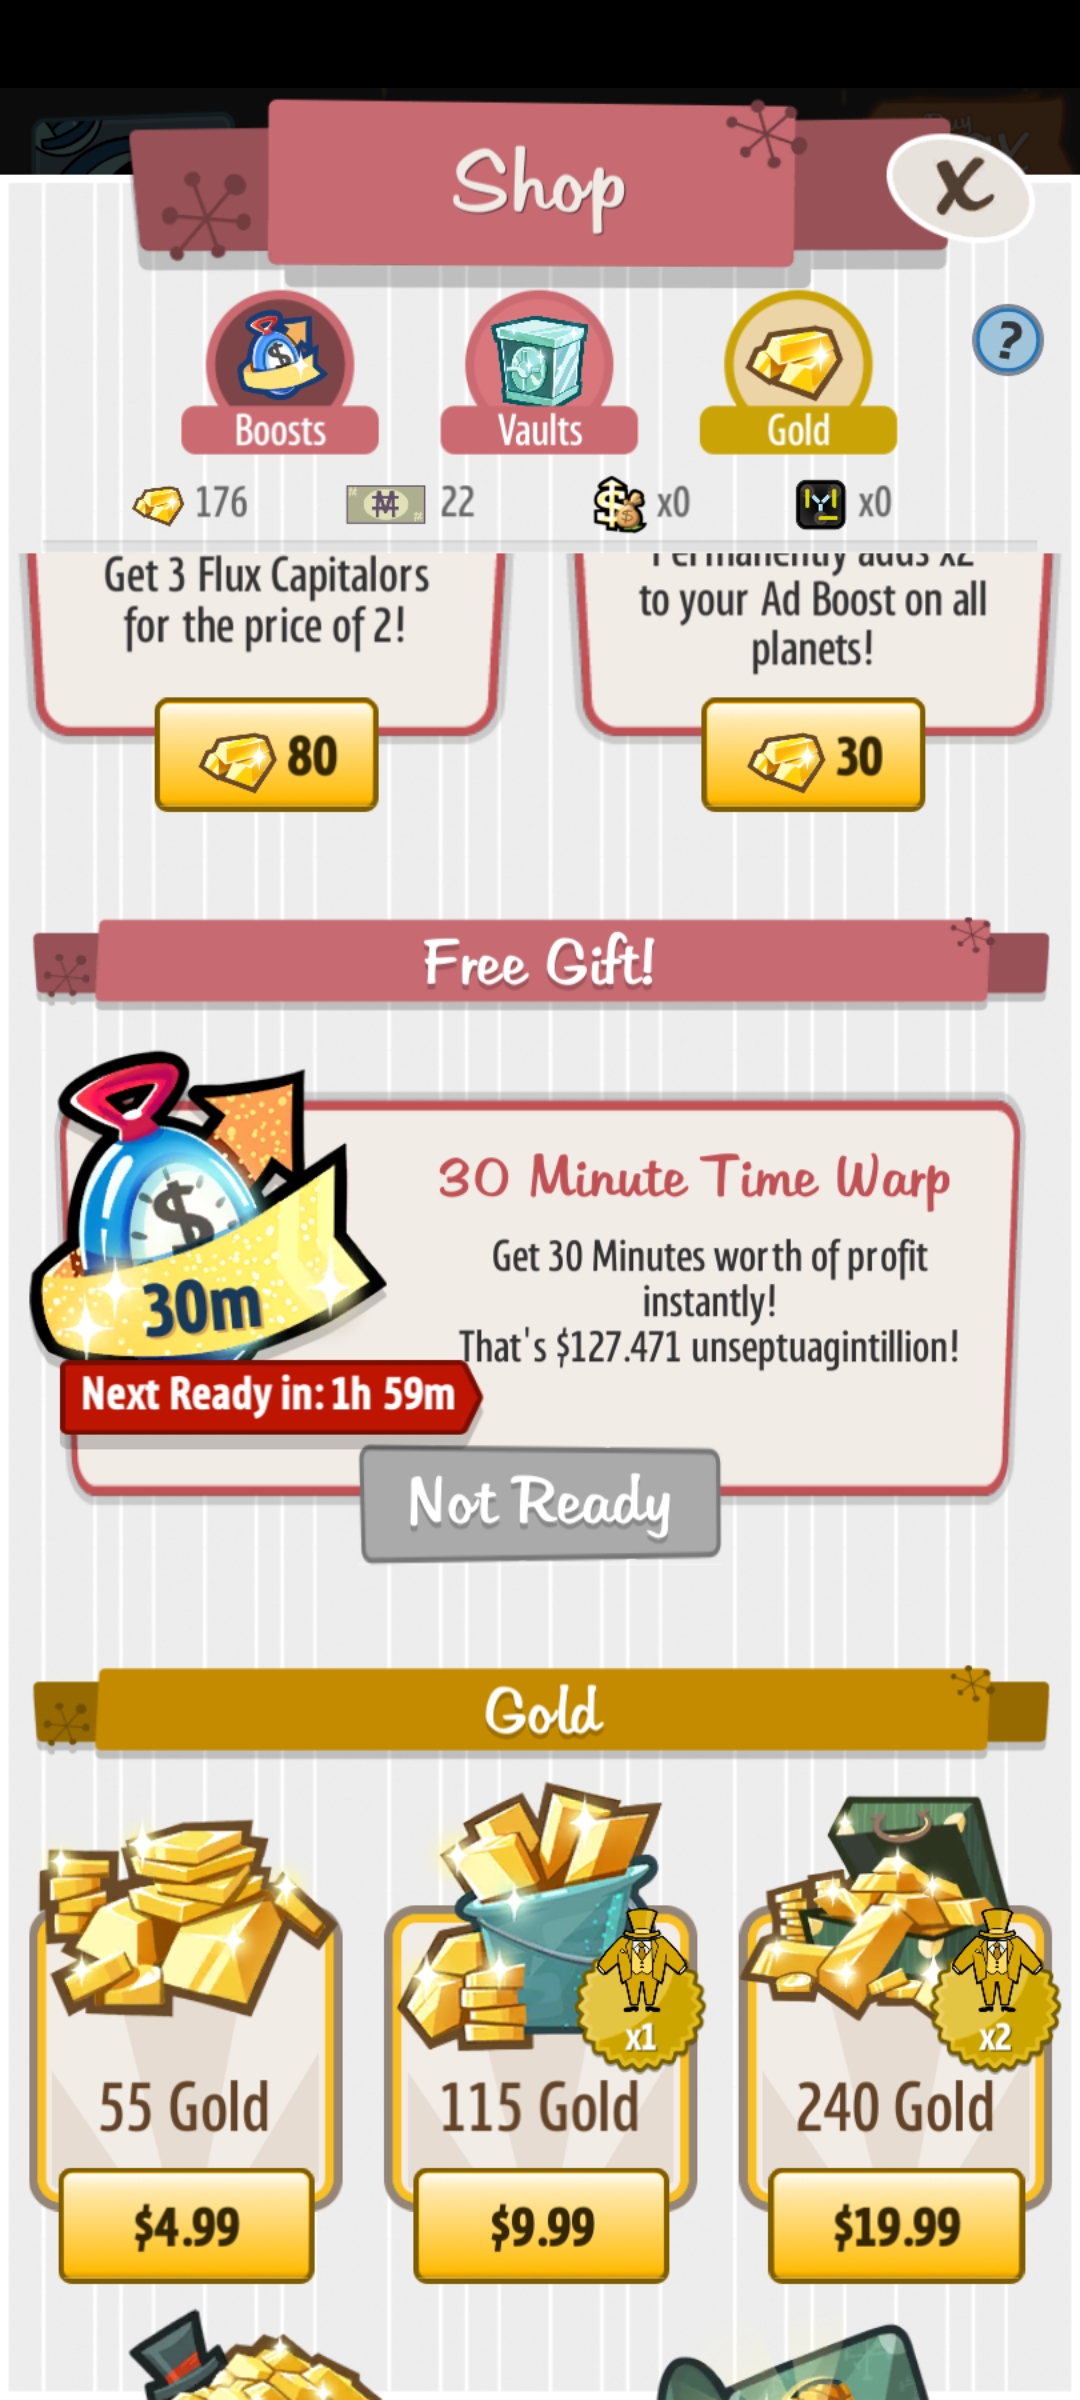 Shop
X
?
Boosts Vaults Gold
176 22 x0 x0
Get 3 Flux Capitalors
for the price of 2!
80
Permanently adds x2
to your Ad Boost on all
planets!
30
Free Gift!
30m
30 Minute Time Warp
Get 30 Minutes worth of profit
instantly!
That's $127.471 unseptuagintillion!
Next Ready in: 1h 59m
Not Ready
Gold
x1 x2
55 Gold 115 Gold 240 Gold
$4.99 $9.99 $19.99